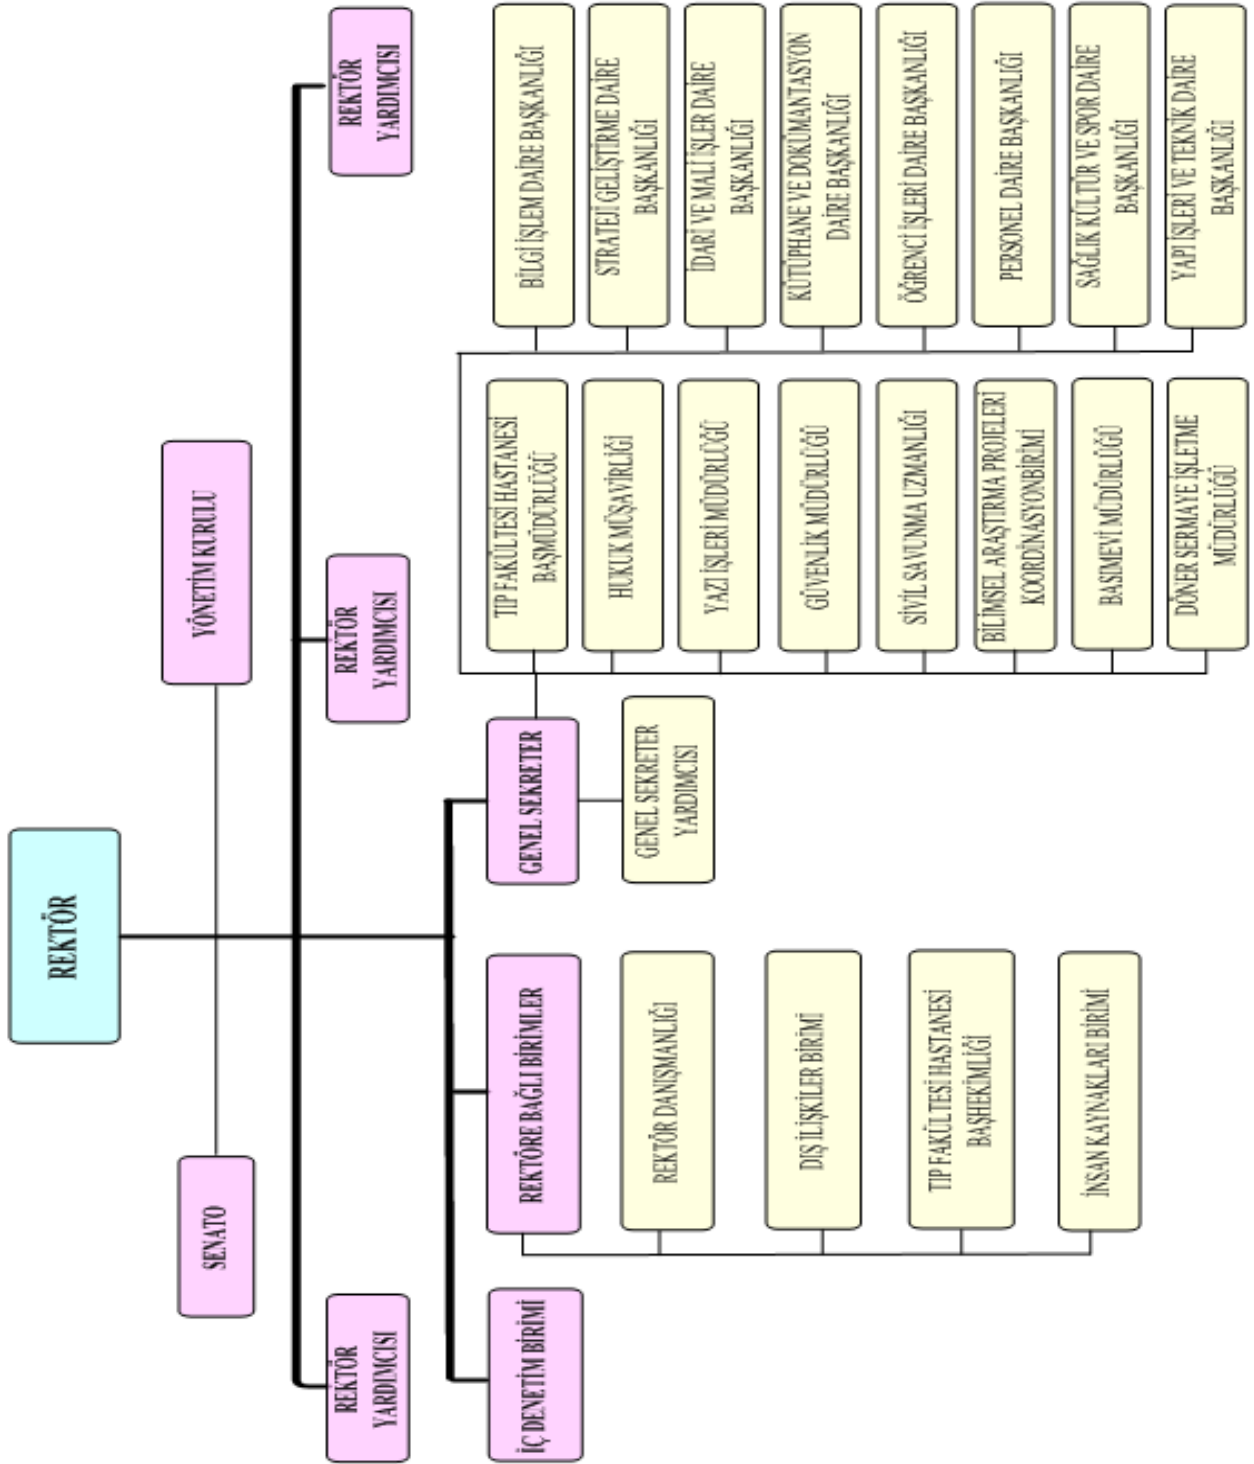 REKTÖR
SENATO
YÖNETİM KURULU
REKTÖR
YARDIMCISI
REKTÖR
YARDIMCISI
REKTÖR
YARDIMCISI
İÇ DENETİM BİRİMİ
REKTÖRE BAĞLI BİRİMLER
REKTÖR DANIŞMANLIĞI
DIŞ İLİŞKİLER BİRİMİ
TIP FAKÜLTESİ HASTANESİ
BAŞHEKİMLİĞİ
İNSAN KAYNAKLARI BİRİMİ
GENEL SEKRETER
GENEL SEKRETER
YARDIMCISI
TIP FAKÜLTESİ HASTANESİ
BAŞMÜDÜRLÜĞÜ
HUKUK MÜŞAVİRLİĞİ
YAZI İŞLERİ MÜDÜRLÜĞÜ
GÜVENLİK MÜDÜRLÜĞÜ
SİVİL SAVUNMA UZMANLIĞI
BİLİMSEL ARAŞTIRMA PROJELERİ
KOORDİNASYONBİRİMİ
BASIMEVİ MÜDÜRLÜĞÜ
DÖNER SERMAYE İŞLETME
MÜDÜRLÜĞÜ
BİLGİ İŞLEM DAİRE BAŞKANLIĞI
STRATEJİ GELİŞTİRME DAİRE
BAŞKANLIĞI
İDARİ VE MALİ İŞLER DAİRE
BAŞKANLIĞI
KÜTÜPHANE VE DOKÜMANTASYON
DAİRE BAŞKANLIĞI
ÖĞRENCİ İŞLERİ DAİRE BAŞKANLIĞI
PERSONEL DAİRE BAŞKANLIĞI
SAĞLIK KÜLTÜR VE SPOR DAİRE
BAŞKANLIĞI
YAPI İŞLERİ VE TEKNİK DAİRE
BAŞKANLIĞI